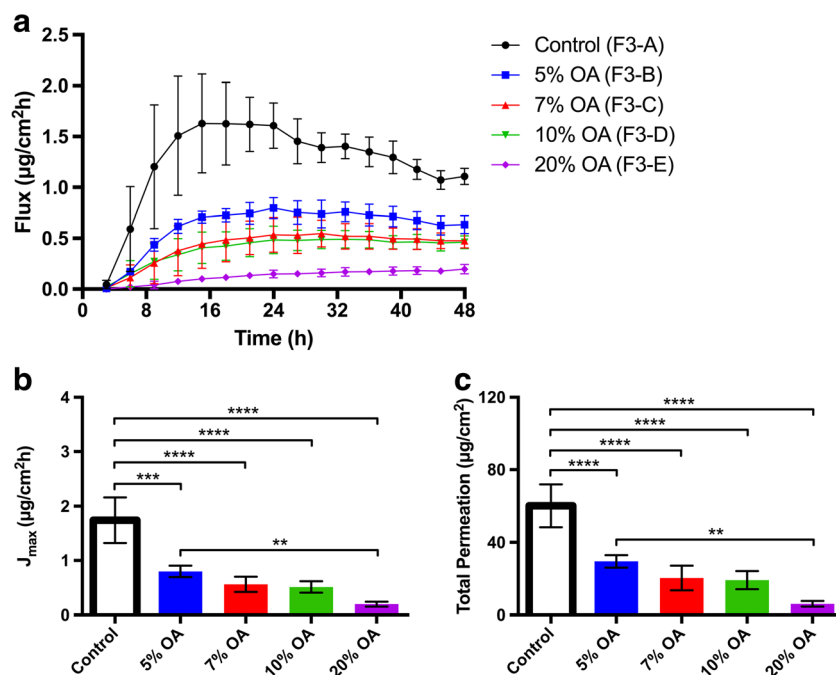 a
2.5
2.0
1.5
1.0
0.5
0.0
Flux (μg/cm²h)
0 8 16 24 32 40 48
Time (h)
Control (F3-A)
5% OA (F3-B)
7% OA (F3-C)
10% OA (F3-D)
20% OA (F3-E)
b
4
3
2
1
0
Jmax (μg/cm²h)
****
****
****
***
**
Control 5% OA 7% OA 10% OA 20% OA
c
120
80
40
0
Total Permeation (μg/cm²)
****
****
****
****
**
Control 5% OA 7% OA 10% OA 20% OA